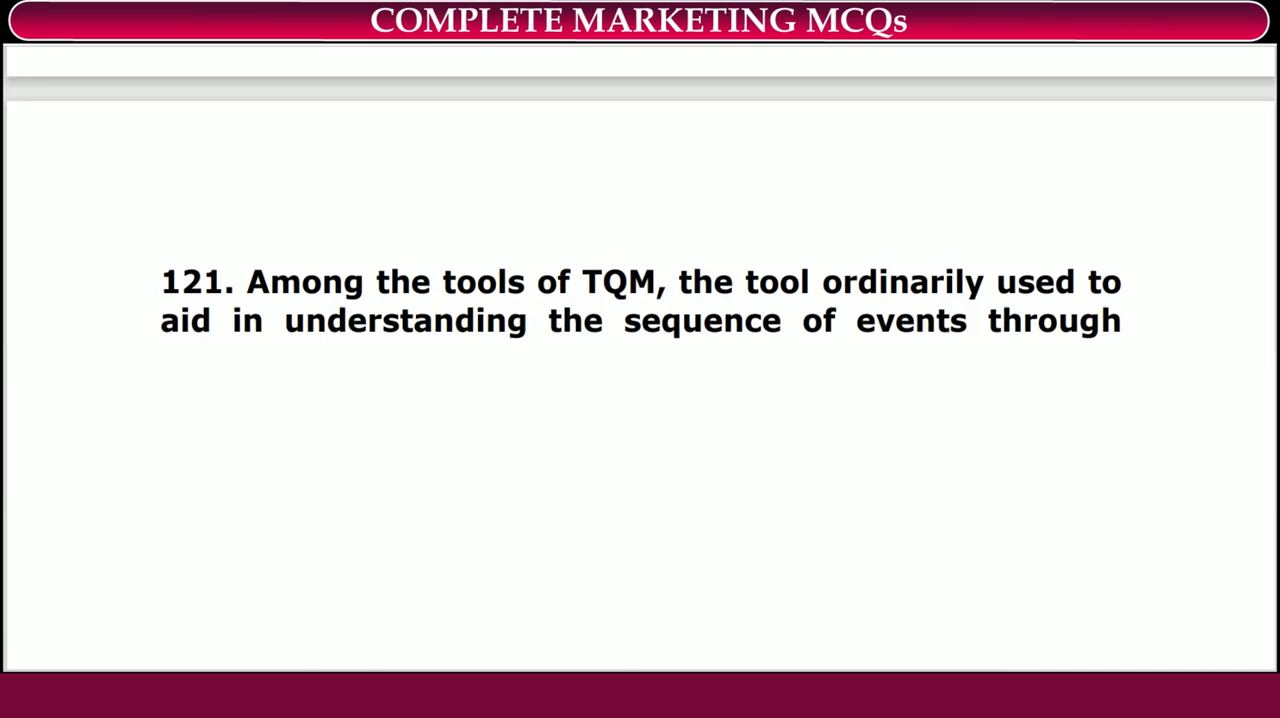 COMPLETE MARKETING MCQs
121. Among the tools of TQM, the tool ordinarily used to
aid in understanding the sequence of events through